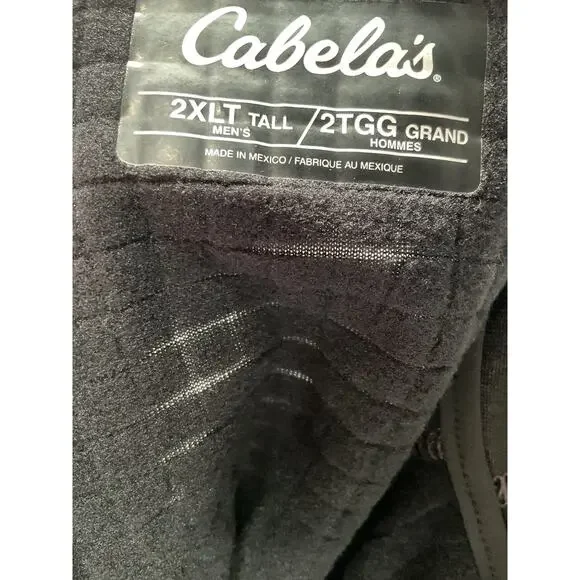 Cabela's®
2XLT TALL / 2TGG GRAND
MEN'S HOMMES
MADE IN MEXICO / FABRIQUE AU MEXIQUE